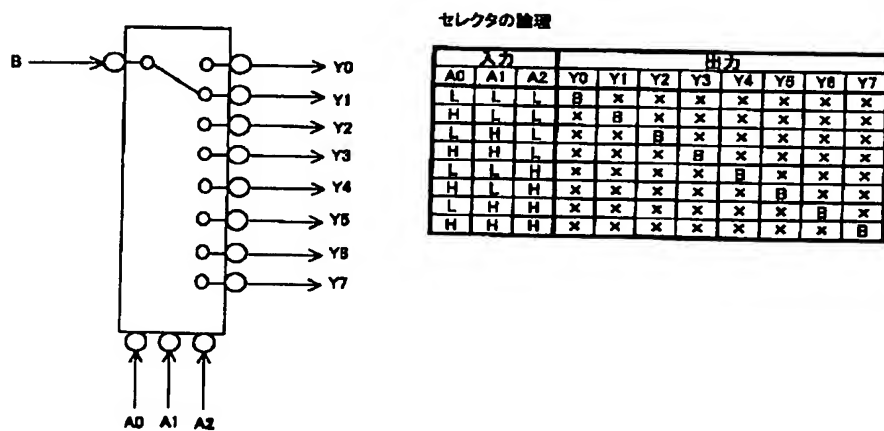 セレクタの論理
B
Y0
Y1
Y2
Y3
Y4
Y5
Y6
Y7
A0 A1 A2
入力 出力
A0 A1 A2 Y0 Y1 Y2 Y3 Y4 Y5 Y6 Y7
L L L B × × × × × × ×
H L L × B × × × × × ×
L H L × × B × × × × ×
H H L × × × B × × × ×
L L H × × × × B × × ×
H L H × × × × × B × ×
L H H × × × × × × B ×
H H H × × × × × × × B